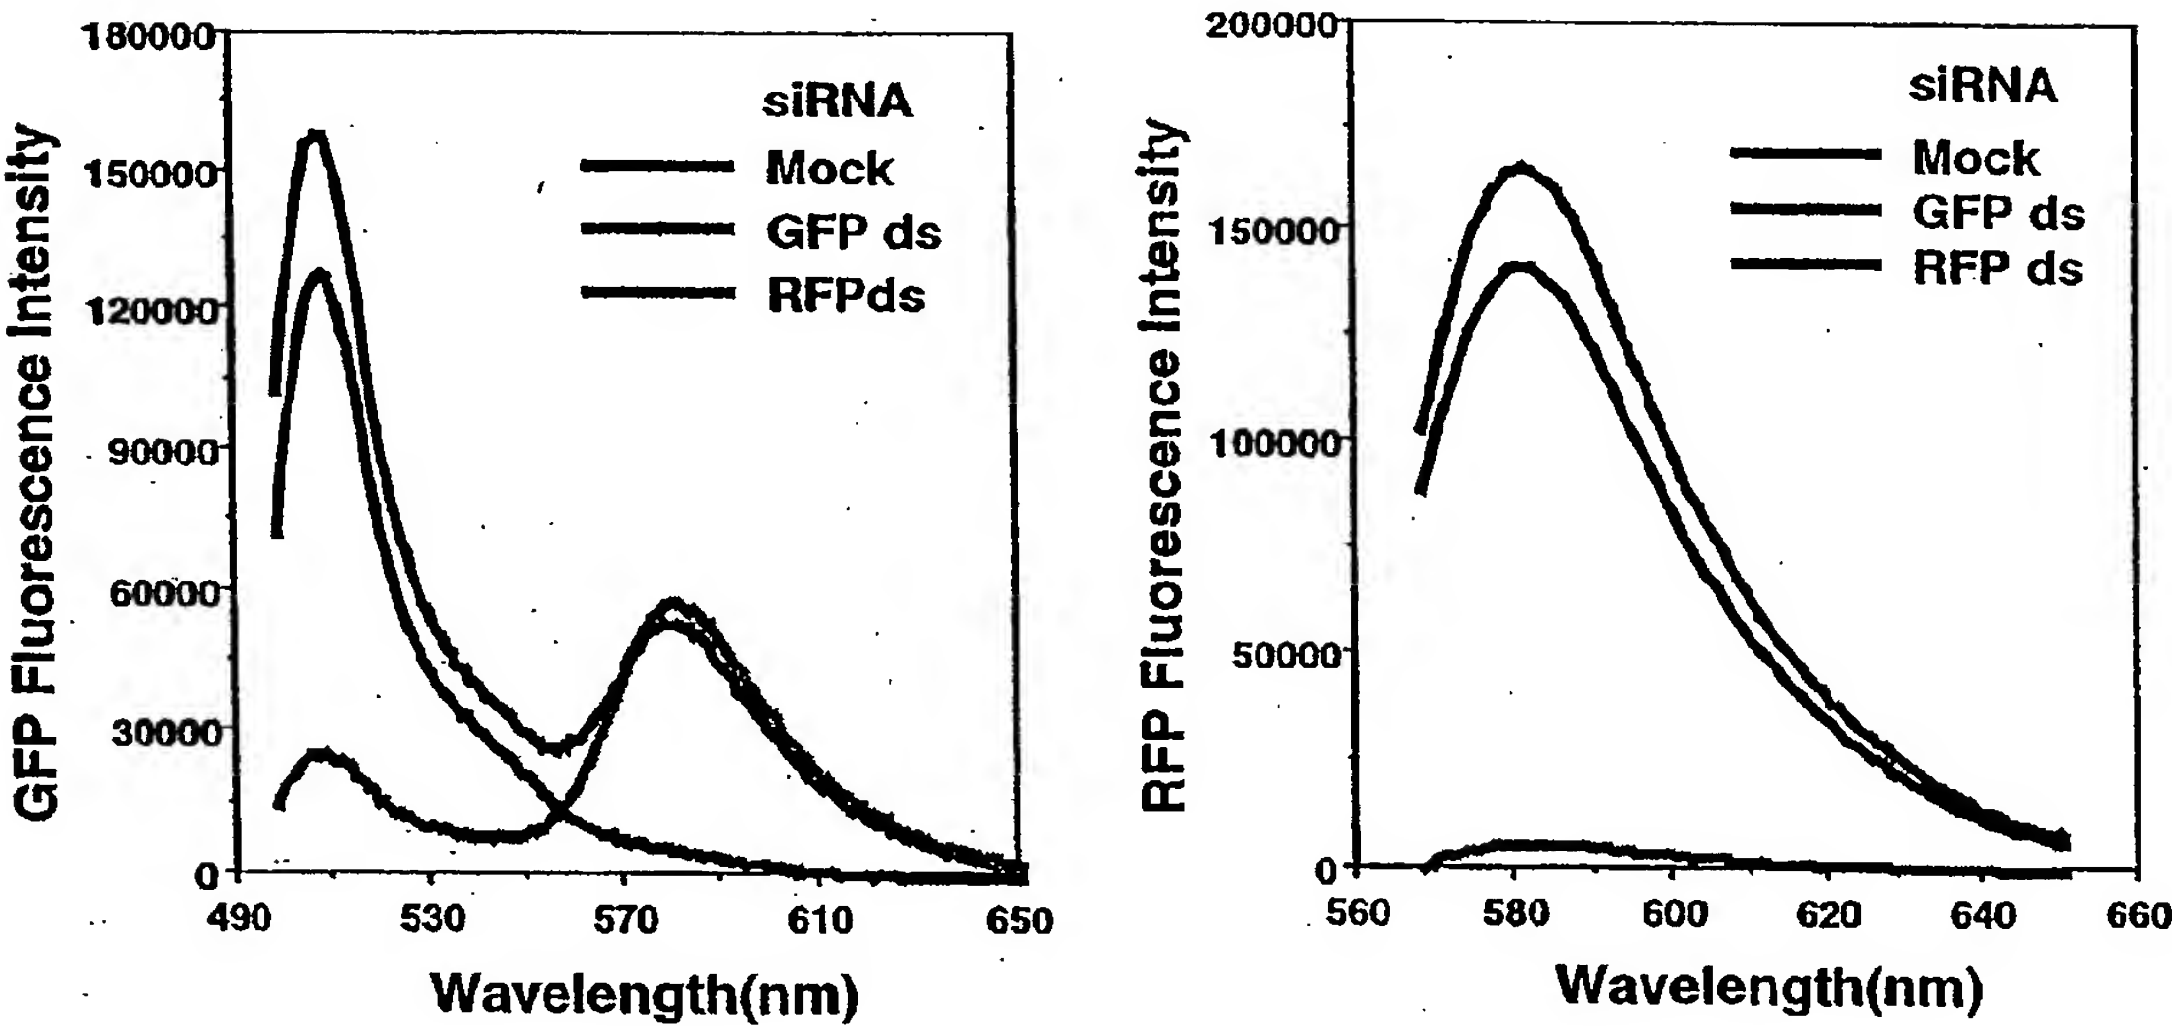 180000
150000
120000
90000
60000
30000
0
GFP Fluorescence Intensity
siRNA
Mock
GFP ds
RFPds
490 530 570 610 650
Wavelength(nm)
200000
150000
100000
50000
0
RFP Fluorescence Intensity
siRNA
Mock
GFP ds
RFP ds
560 580 600 620 640 660
Wavelength(nm)